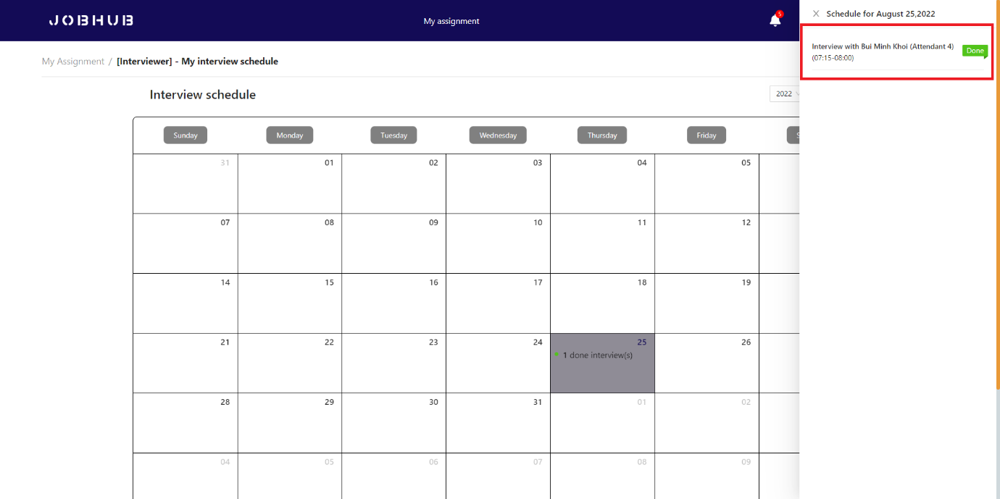 JOBHUB
My assignment
5
Schedule for August 25,2022
Interview with Bui Minh Khoi (Attendant 4)
(07:15-08:00)
Done
My Assignment / [Interviewer] - My interview schedule
Interview schedule
2022
Sunday Monday Tuesday Wednesday Thursday Friday S
31 01 02 03 04 05
07 08 09 10 11 12
14 15 16 17 18 19
21 22 23 24 25 26
1 done interview(s)
28 29 30 31 01 02
04 05 06 07 08 09